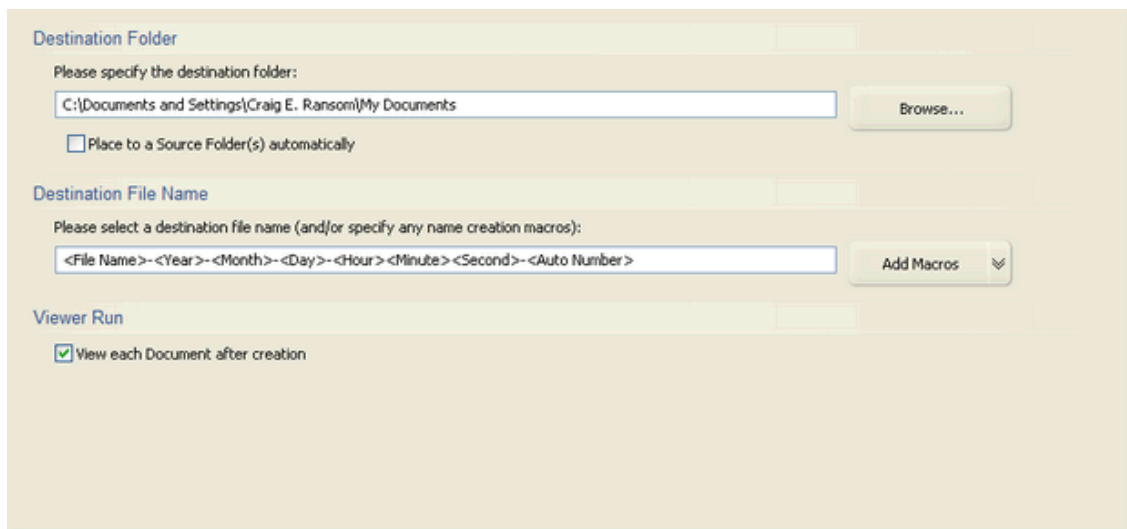 Destination Folder
Please specify the destination folder:
C:\Documents and Settings\Craig E. Ransom\My Documents
Browse...
Place to a Source Folder(s) automatically
Destination File Name
Please select a destination file name (and/or specify any name creation macros):
<File Name>-<Year>-<Month>-<Day>-<Hour><Minute><Second>-<Auto Number>
Add Macros
Viewer Run
View each Document after creation